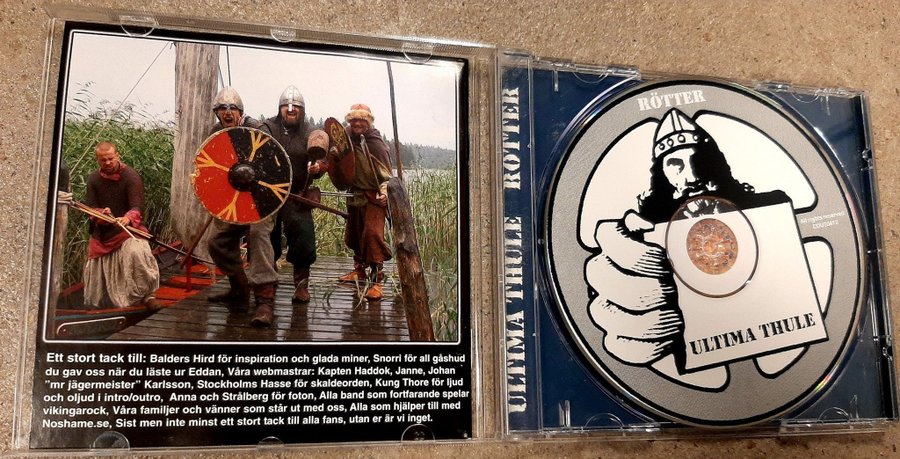 Ett stort tack till: Balders Hird för inspiration och glada miner, Snorri för all gåshud
du gav oss när du läste ur Eddan, Våra webmastrar: Kapten Haddok, Janne, Johan
"mr jägermeister" Karlsson, Stockholms Hasse för skaldeorden, Kung Thore för ljud
och oljud i intro/outro, Anna och Strålberg för foton, Alla band som fortfarande spelar
vikingarock, Våra familjer och vänner som står ut med oss, Alla som hjälper till med
Noshame.se, Sist men inte minst ett stort tack till alla fans, utan er är vi inget.
ULTIMA THULE RÖTTER
RÖTTER
All rights reserved
ULTIMA THULE